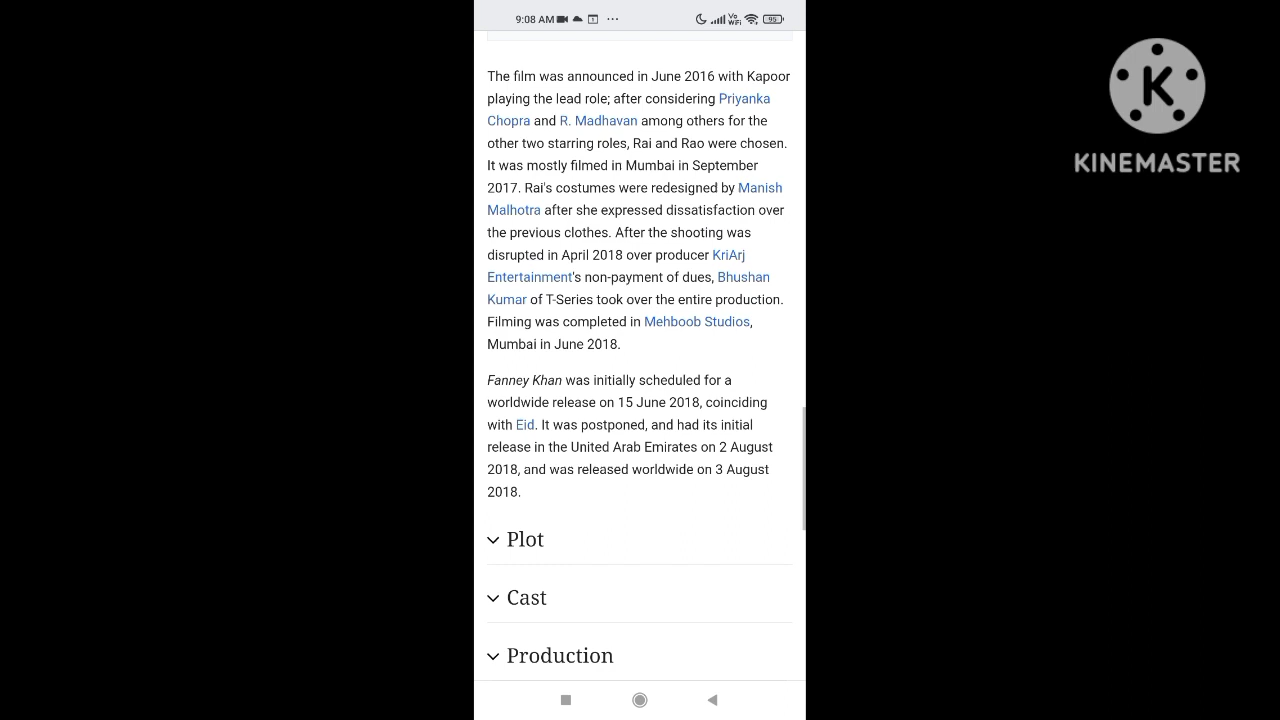 9:08 AM
Vo
WiFi
95
The film was announced in June 2016 with Kapoor
playing the lead role; after considering Priyanka
Chopra and R. Madhavan among others for the
other two starring roles, Rai and Rao were chosen.
It was mostly filmed in Mumbai in September
2017. Rai's costumes were redesigned by Manish
Malhotra after she expressed dissatisfaction over
the previous clothes. After the shooting was
disrupted in April 2018 over producer KriArj
Entertainment's non-payment of dues, Bhushan
Kumar of T-Series took over the entire production.
Filming was completed in Mehboob Studios,
Mumbai in June 2018.
Fanney Khan was initially scheduled for a
worldwide release on 15 June 2018, coinciding
with Eid. It was postponed, and had its initial
release in the United Arab Emirates on 2 August
2018, and was released worldwide on 3 August
2018.
Plot
Cast
Production
K
KINEMASTER